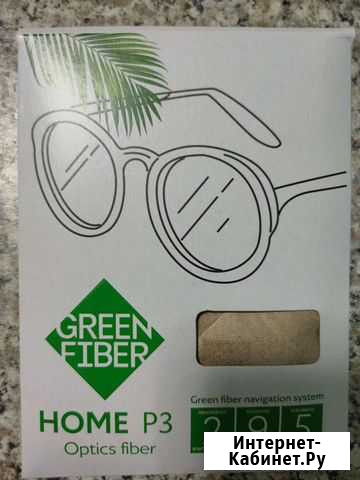 GREEN
FIBER
HOME P3
Optics fiber
Green fiber navigation system
2 9 5
Интернет-
Кабинет.Ру